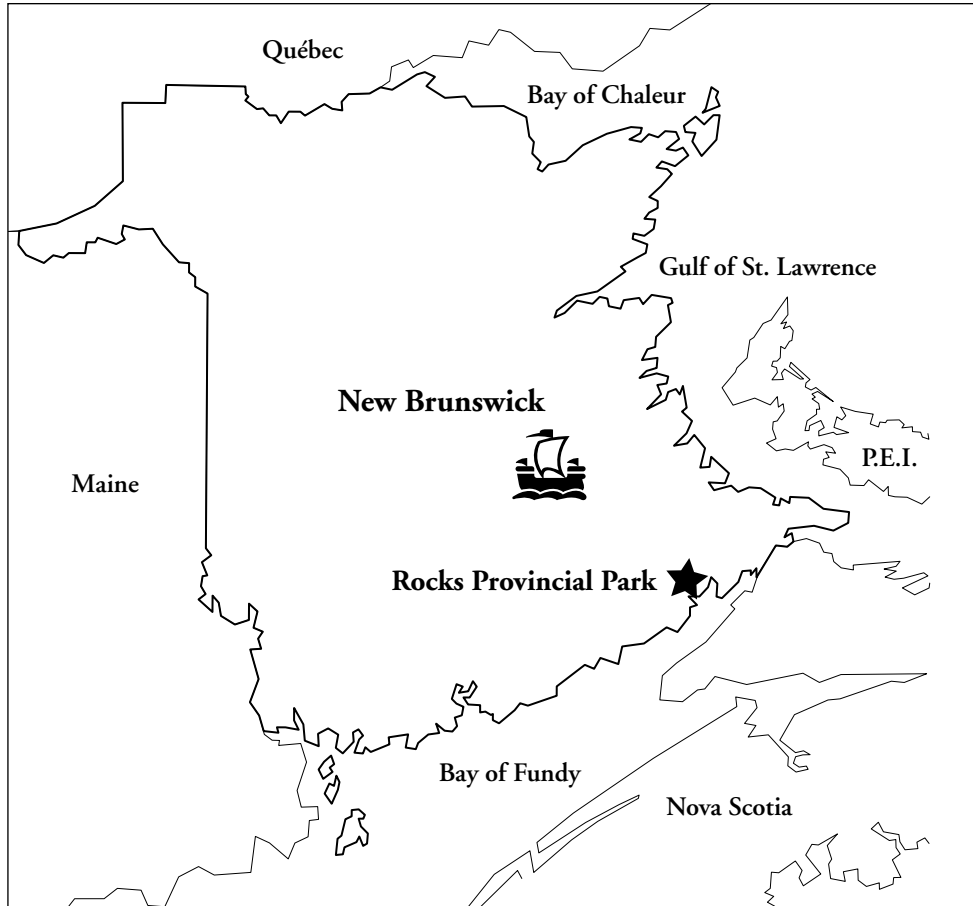 Québec
Bay of Chaleur
Gulf of St. Lawrence
New Brunswick
P.E.I.
Maine
Rocks Provincial Park
Bay of Fundy
Nova Scotia